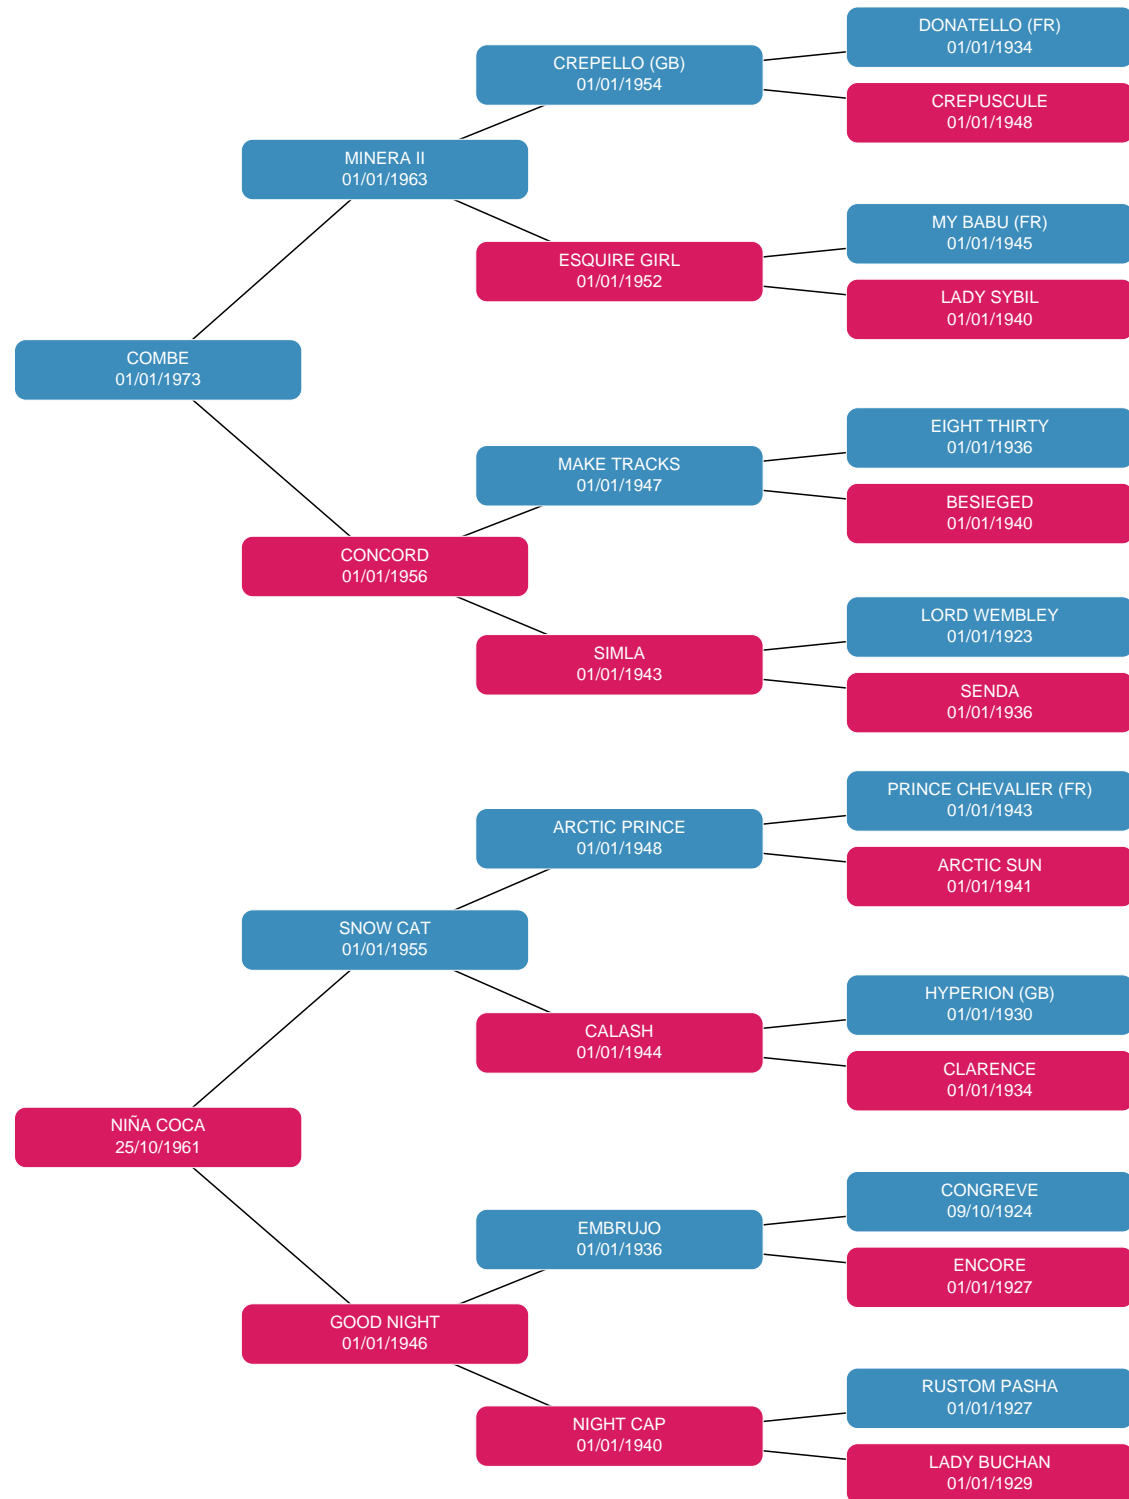 DONATELLO (FR)
01/01/1934
CREPELLO (GB)
01/01/1954
CREPUSCULE
01/01/1948
MINERA II
01/01/1963
MY BABU (FR)
01/01/1945
ESQUIRE GIRL
01/01/1952
LADY SYBIL
01/01/1940
COMBE
01/01/1973
EIGHT THIRTY
01/01/1936
MAKE TRACKS
01/01/1947
BESIEGED
01/01/1940
CONCORD
01/01/1956
LORD WEMBLEY
01/01/1923
SIMLA
01/01/1943
SENDA
01/01/1936
PRINCE CHEVALIER (FR)
01/01/1943
ARCTIC PRINCE
01/01/1948
ARCTIC SUN
01/01/1941
SNOW CAT
01/01/1955
HYPERION (GB)
01/01/1930
CALASH
01/01/1944
CLARENCE
01/01/1934
NIÑA COCA
25/10/1961
CONGREVE
09/10/1924
EMBRUJO
01/01/1936
ENCORE
01/01/1927
GOOD NIGHT
01/01/1946
RUSTOM PASHA
01/01/1927
NIGHT CAP
01/01/1940
LADY BUCHAN
01/01/1929